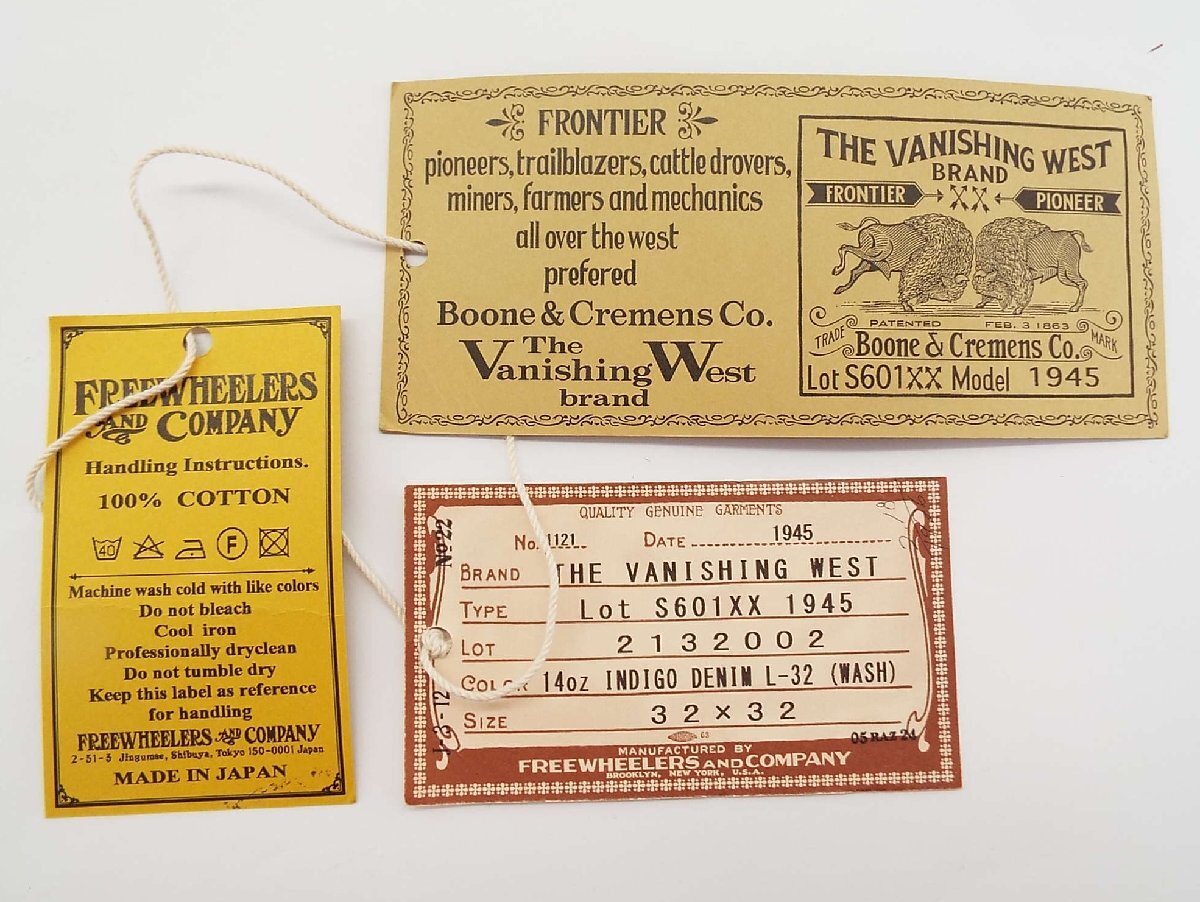 FRONTIER
pioneers, trailblazers, cattle drovers,
miners, farmers and mechanics
all over the west
prefered
Boone & Cremens Co.
The
Vanishing West
brand
THE VANISHING WEST
BRAND
FRONTIER
PIONEER
PATENTED FEB. 3 1863
TRADE MARK
Boone & Cremens Co.
Lot S601XX Model 1945
FREEWHEELERS
AND COMPANY
Handling Instructions.
100% COTTON
40 F
Machine wash cold with like colors
Do not bleach
Cool iron
Professionally dryclean
Do not tumble dry
Keep this label as reference
for handling
FREEWHEELERS AND COMPANY
2-31-3 Jingumae, Shibuya, Tokyo 150-0001 Japan
MADE IN JAPAN
QUALITY GENUINE GARMENTS
No. 1121 DATE 1945
BRAND THE VANISHING WEST
TYPE Lot S601XX 1945
LOT 2132002
COLOR 14oz INDIGO DENIM L-32 (WASH)
SIZE 32×32
No 22
63
05 RAZ 24
MANUFACTURED BY
FREEWHEELERS AND COMPANY
BROOKLYN, NEW YORK, U.S.A.